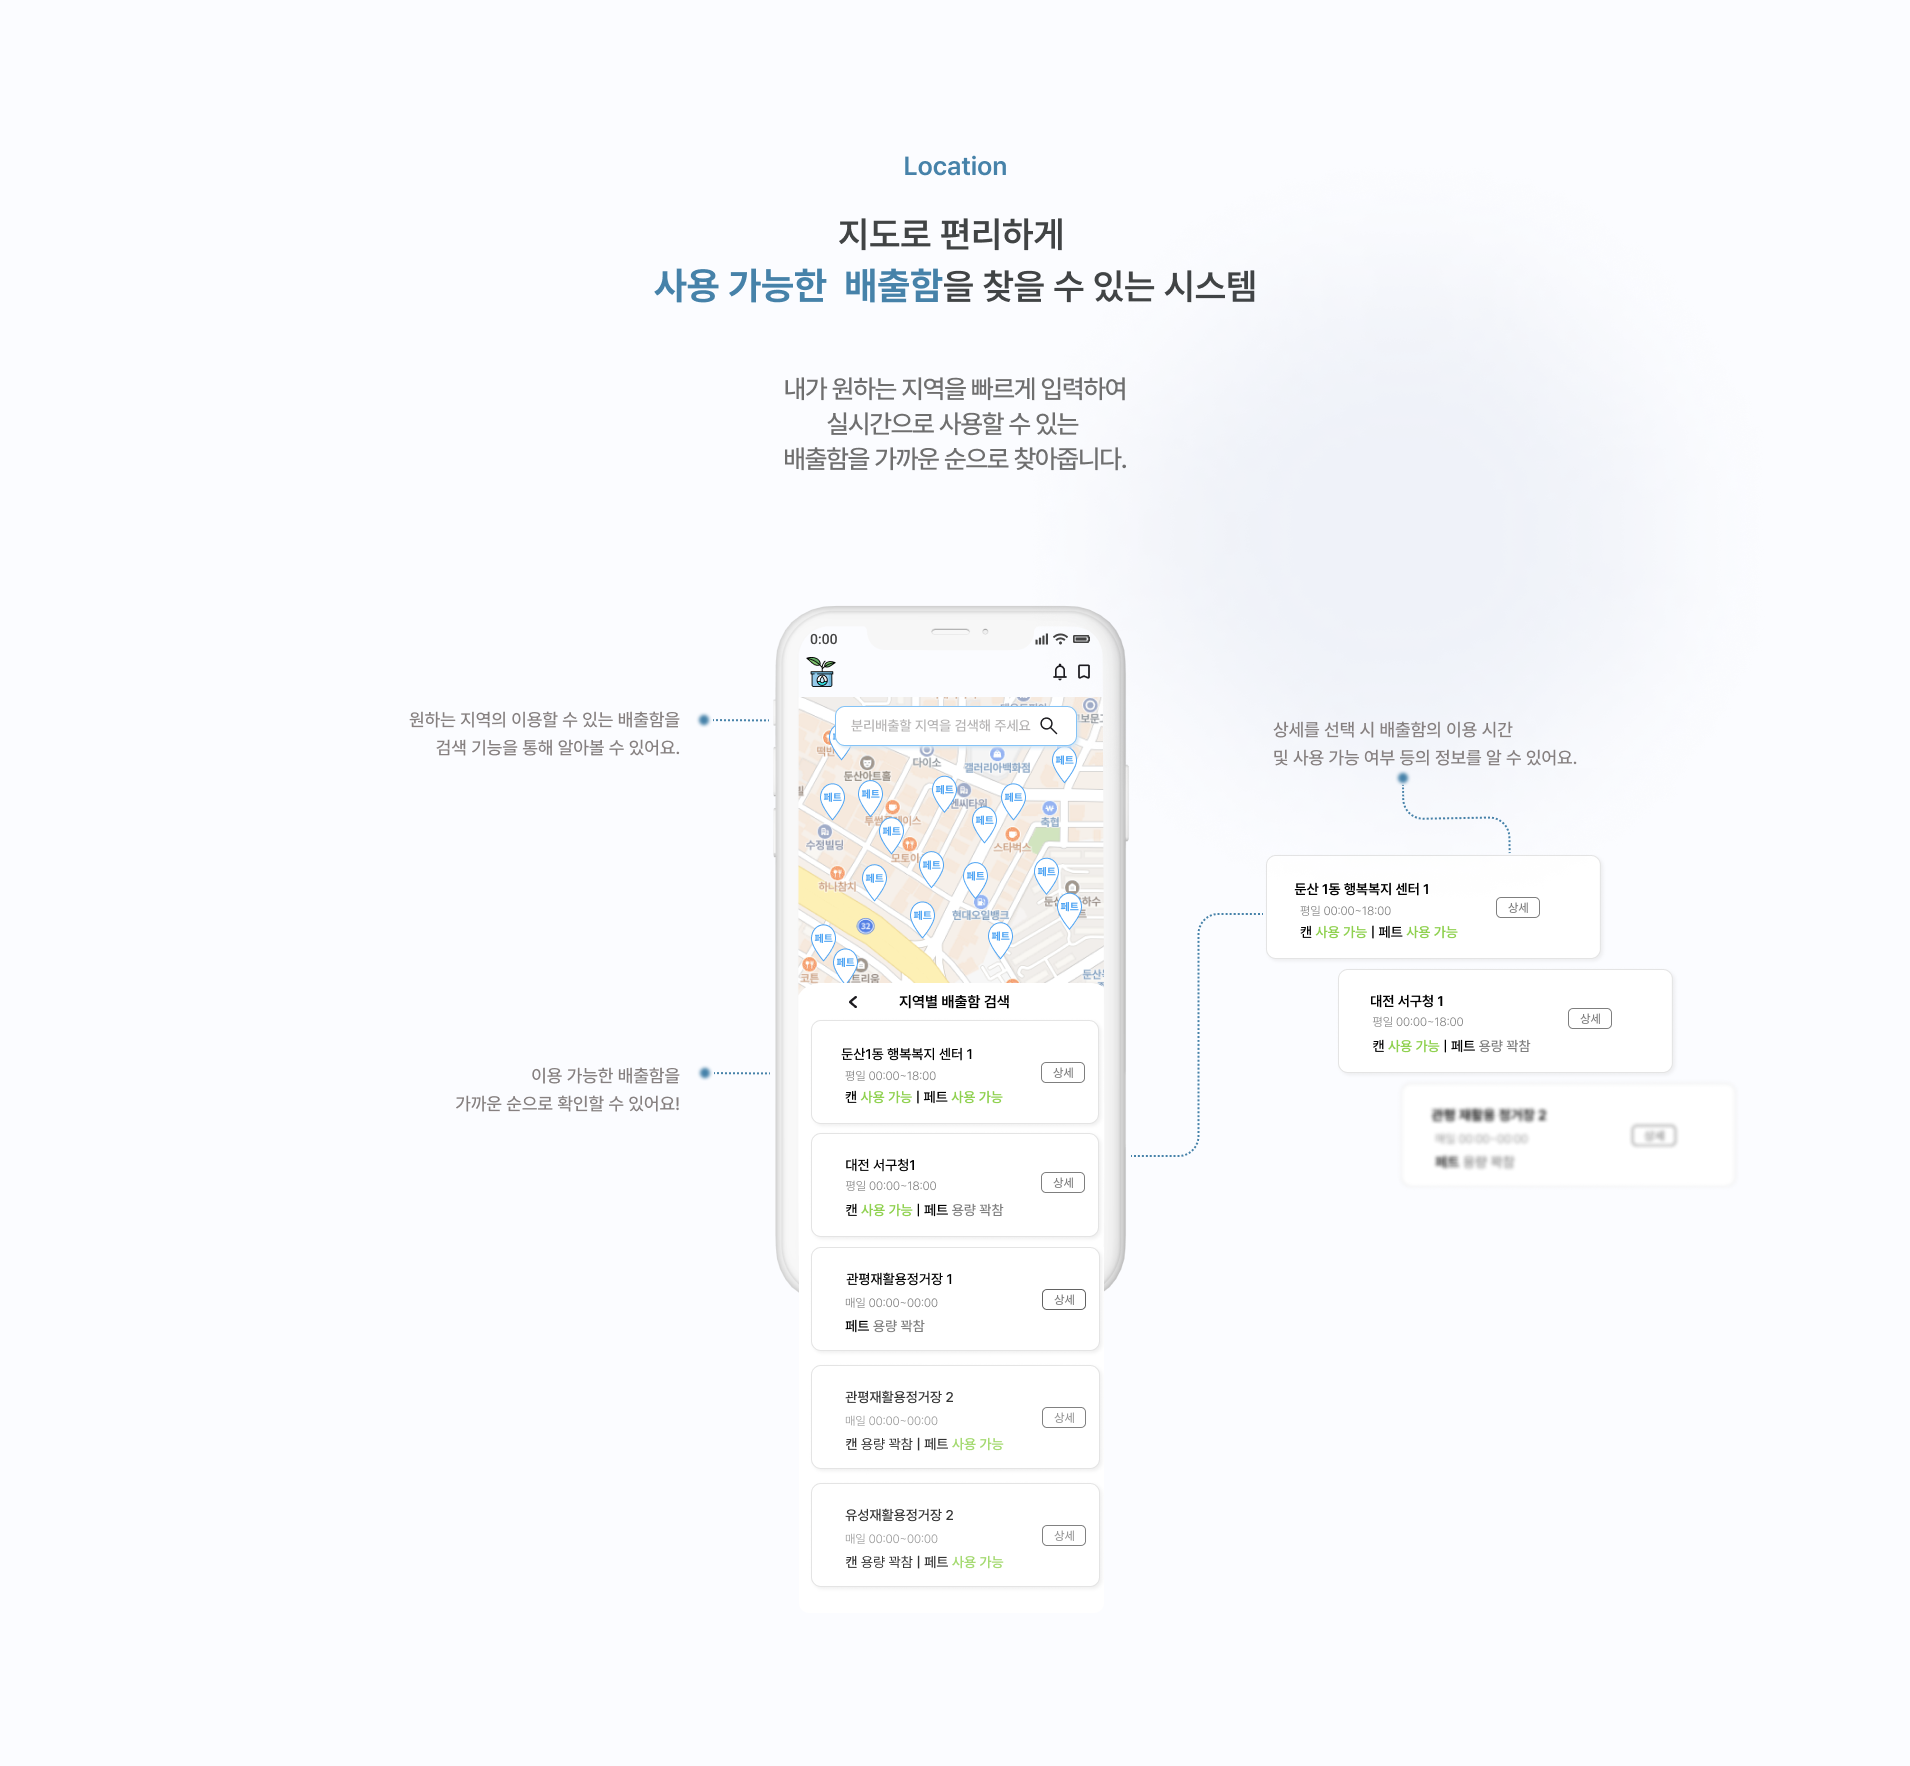 Location
지도로 편리하게
사용 가능한 배출함을 찾을 수 있는 시스템
내가 원하는 지역을 빠르게 입력하여
실시간으로 사용할 수 있는
배출함을 가까운 순으로 찾아줍니다.
원하는 지역의 이용할 수 있는 배출함을
검색 기능을 통해 알아볼 수 있어요.
이용 가능한 배출함을
가까운 순으로 확인할 수 있어요!
0:00
분리배출할 지역을 검색해 주세요
다이소
갤러리아백화점
둔산아트홀
페트
페트
페트
페트
페트
페트
페트
축협
수정빌딩
스타벅스
모토이
페트
페트
페트
페트
하나참치
현대오일뱅크
페트
페트
32
페트
페트
페트
트리움
코튼
지역별 배출함 검색
둔산1동 행복복지 센터 1
평일 00:00~18:00
캔 사용 가능 | 페트 사용 가능
상세
대전 서구청1
평일 00:00~18:00
캔 사용 가능 | 페트 용량 꽉참
상세
관평재활용정거장 1
매일 00:00~00:00
페트 용량 꽉참
상세
관평재활용정거장 2
매일 00:00~00:00
캔 용량 꽉참 | 페트 사용 가능
상세
유성재활용정거장 2
매일 00:00~00:00
캔 용량 꽉참 | 페트 사용 가능
상세
상세를 선택 시 배출함의 이용 시간
및 사용 가능 여부 등의 정보를 알 수 있어요.
둔산 1동 행복복지 센터 1
평일 00:00~18:00
캔 사용 가능 | 페트 사용 가능
상세
대전 서구청 1
평일 00:00~18:00
캔 사용 가능 | 페트 용량 꽉참
상세
매일 00:00~00:00
페트 용량 꽉참
상세